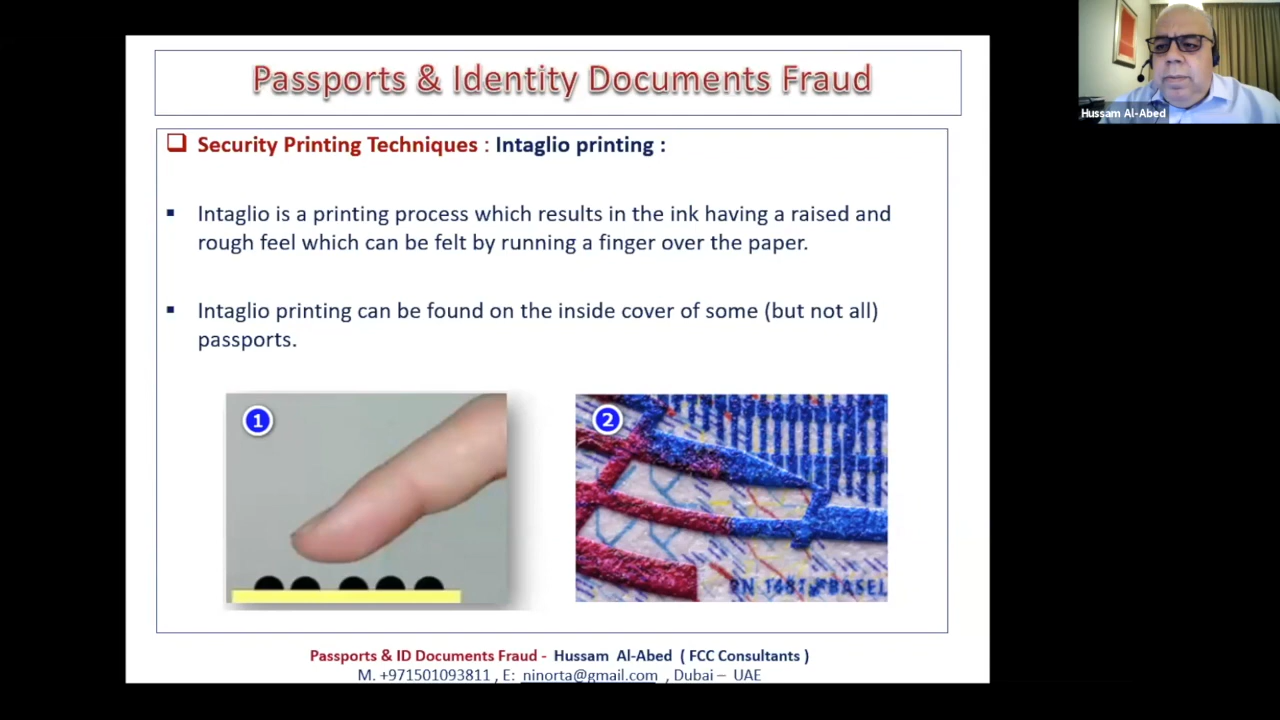 Passports & Identity Documents Fraud
Hussam Al-Abed
Security Printing Techniques : Intaglio printing :
Intaglio is a printing process which results in the ink having a raised and
rough feel which can be felt by running a finger over the paper.
Intaglio printing can be found on the inside cover of some (but not all)
passports.
1
2
1481 BASEL
Passports & ID Documents Fraud - Hussam Al-Abed ( FCC Consultants )
M. +971501093811 , E: ninorta@gmail.com , Dubai – UAE